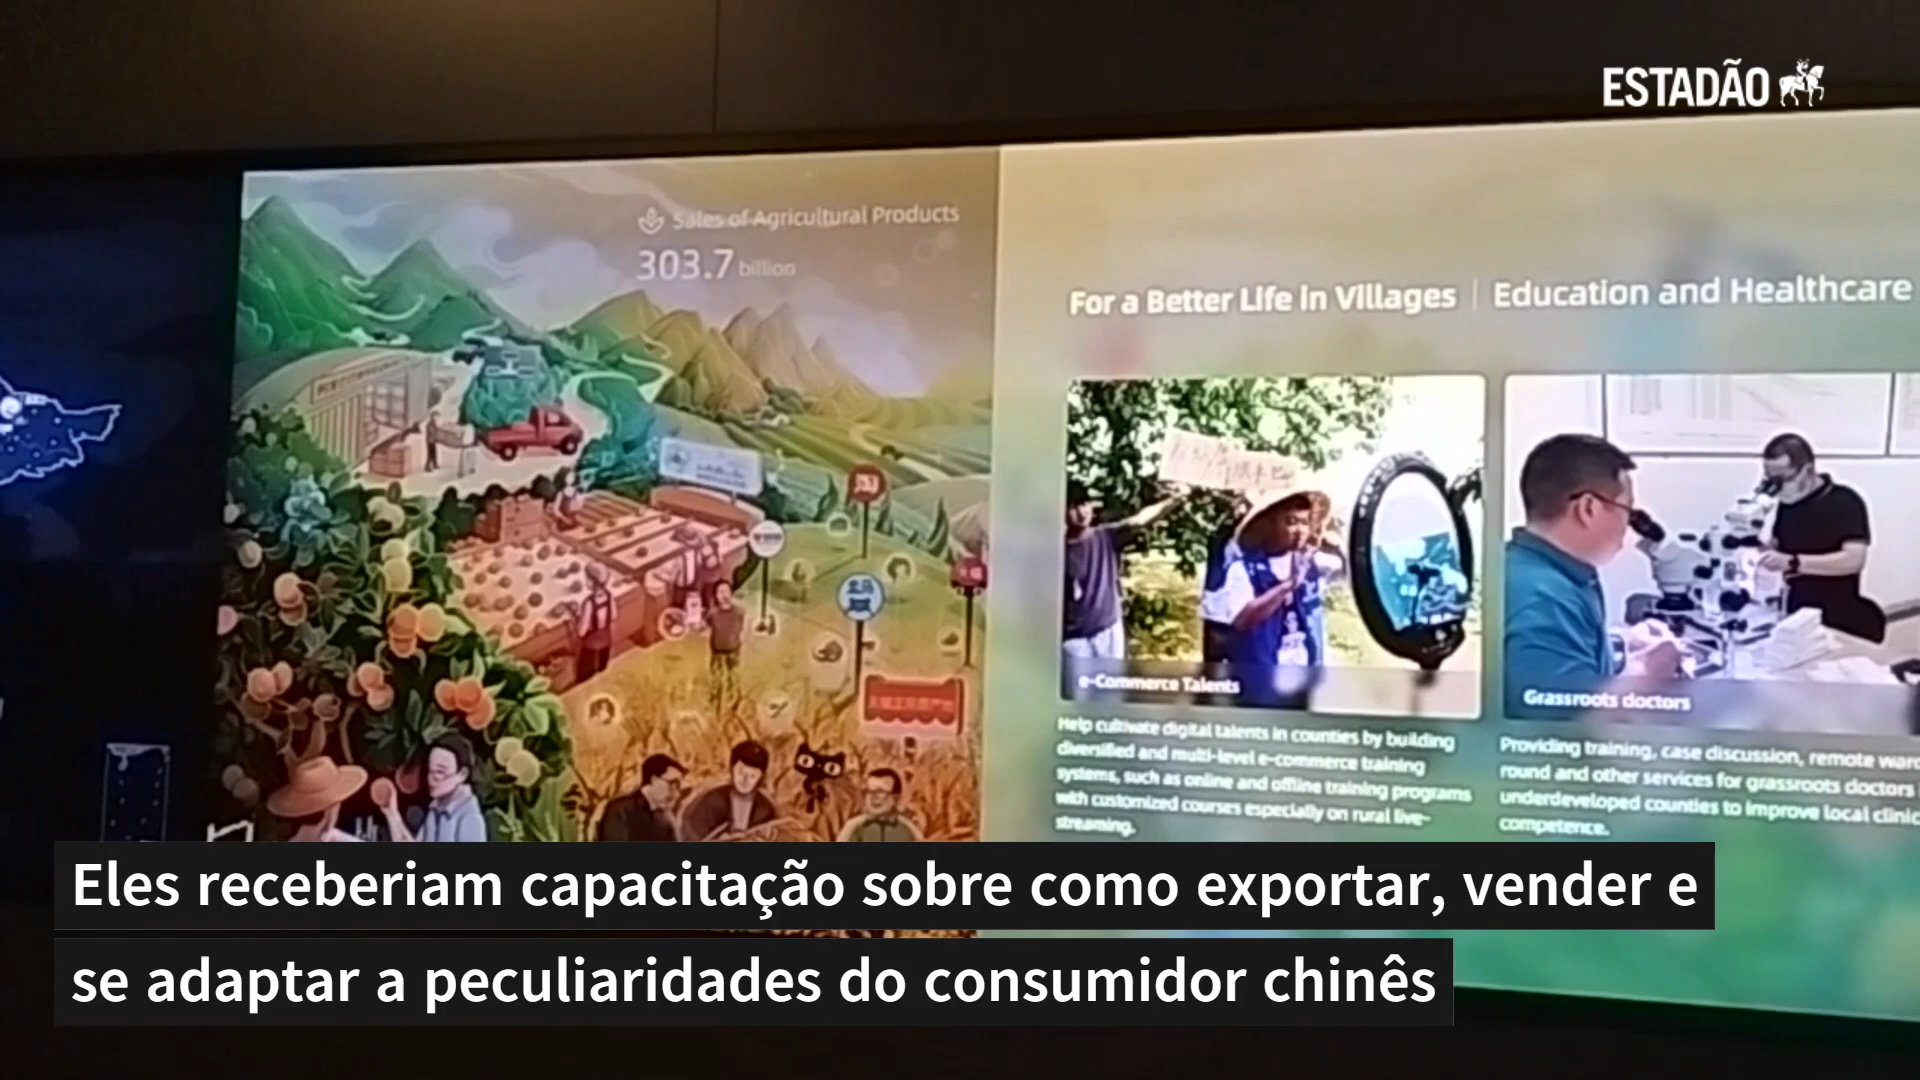 ESTADÃO
Sales of Agricultural Products
303.7 billion
For a Better Life in Villages | Education and Healthcare
e-Commerce Talents
Help cultivate digital talents in counties by building
diversified and multi-level e-commerce training
systems, such as online and offline training programs
with customized courses especially on rural live-
streaming.
Grassroots doctors
Providing training, case discussion, remote ward
round and other services for grassroots doctors
underdeveloped counties to improve local clinic
competence.
Eles receberiam capacitação sobre como exportar, vender e
se adaptar a peculiaridades do consumidor chinês